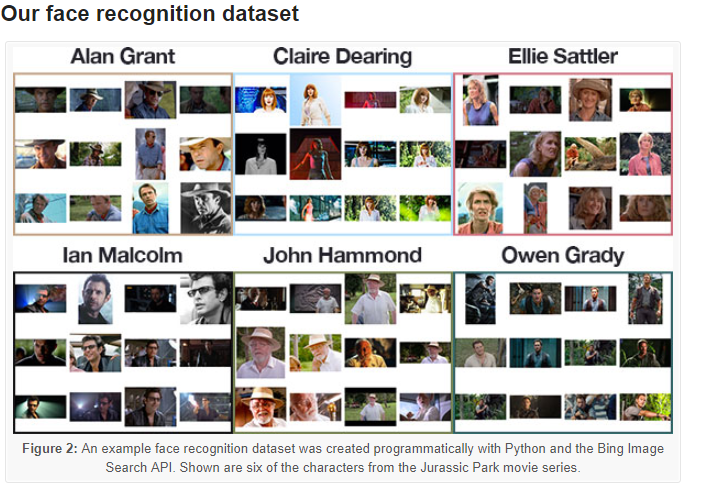 Our face recognition dataset
Alan Grant
Claire Dearing
Ellie Sattler
Ian Malcolm
John Hammond
Owen Grady
Figure 2: An example face recognition dataset was created programmatically with Python and the Bing Image
Search API. Shown are six of the characters from the Jurassic Park movie series.